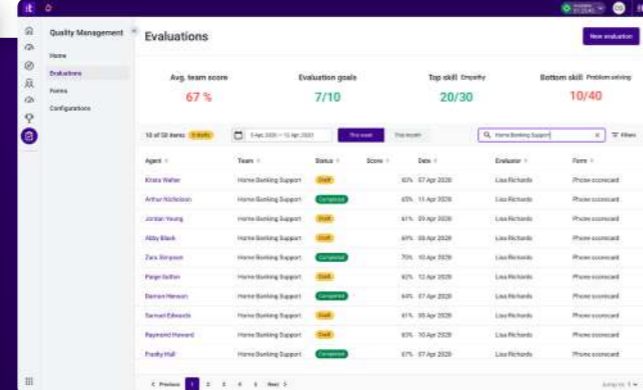 Quality Management
Evaluations
New evaluation
Home
Evaluations
Forms
Configurations
Avg. team score
67 %
Evaluation goals
7/10
Top skill Empathy
20/30
Bottom skill Problem solving
10/40
10 of 50 items
This week
This month
Home Banking Support
Filters
Agent
Team
Status
Score
Date
Evaluator
Form
Home Banking Support Draft 07 Apr 2020 Lisa Richards Phone scorecard
Arthur Nicholson Home Banking Support Completed 65% 11 Apr 2020 Lisa Richards Phone scorecard
Jordan Young Home Banking Support Draft 61% 09 Apr 2020 Lisa Richards Phone scorecard
Abby Black Home Banking Support Draft 69% 08 Apr 2020 Lisa Richards Phone scorecard
Zara Simpson Home Banking Support Completed 70% 10 Apr 2020 Lisa Richards Phone scorecard
Paige Sutton Home Banking Support Draft 62% 12 Apr 2020 Lisa Richards Phone scorecard
Damon Hanson Home Banking Support Completed 64% 07 Apr 2020 Lisa Richards Phone scorecard
Samuel Edwards Home Banking Support Draft 61% Apr 2020 Lisa Richards Phone scorecard
Raymond Howard Home Banking Support Draft 10 Apr 2020 Lisa Richards Phone scorecard
Hall Home Banking Support Completed 67% 07 Apr 2020 Lisa Richards Phone scorecard
Previous 1 2 3 4 5 Next
Jump to: 1